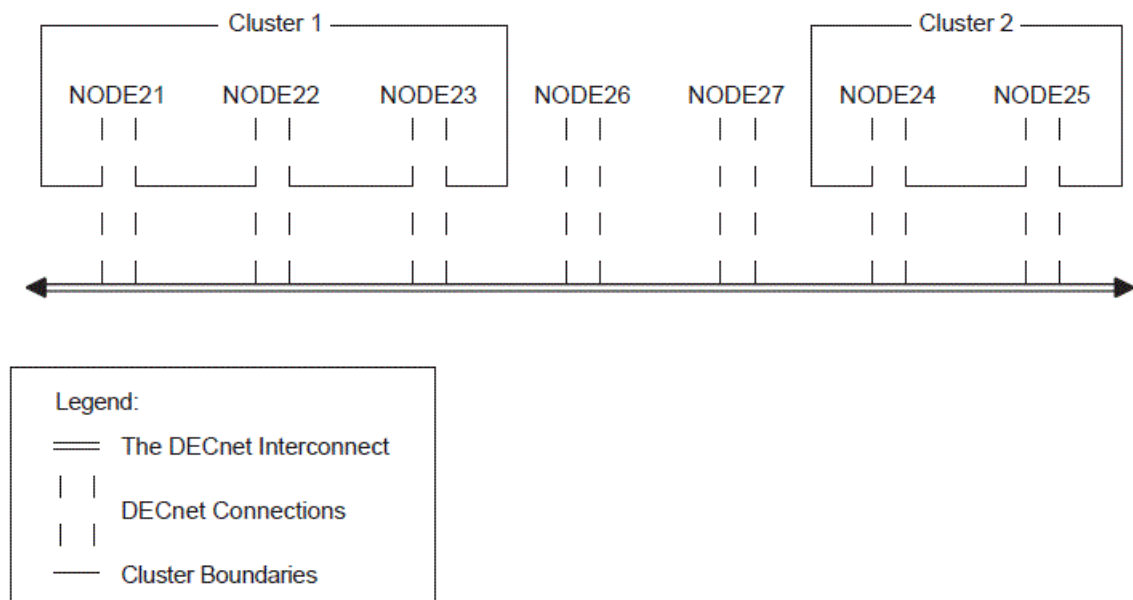 Cluster 1
Cluster 2
NODE21 NODE22 NODE23 NODE26 NODE27 NODE24 NODE25
Legend:
The DECnet Interconnect
DECnet Connections
Cluster Boundaries